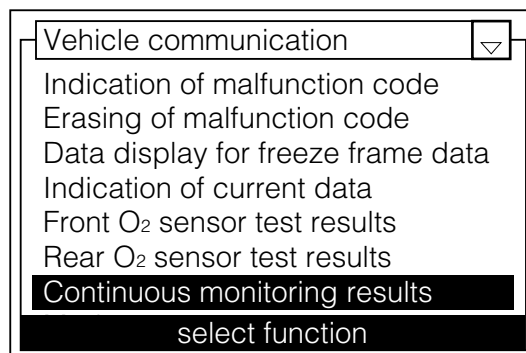 Vehicle communication
Indication of malfunction code
Erasing of malfunction code
Data display for freeze frame data
Indication of current data
Front O₂ sensor test results
Rear O₂ sensor test results
Continuous monitoring results
select function